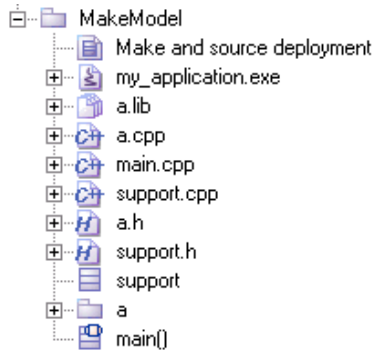 MakeModel
Make and source deployment
my_application.exe
a.lib
a.cpp
main.cpp
support.cpp
a.h
support.h
support
a
main()